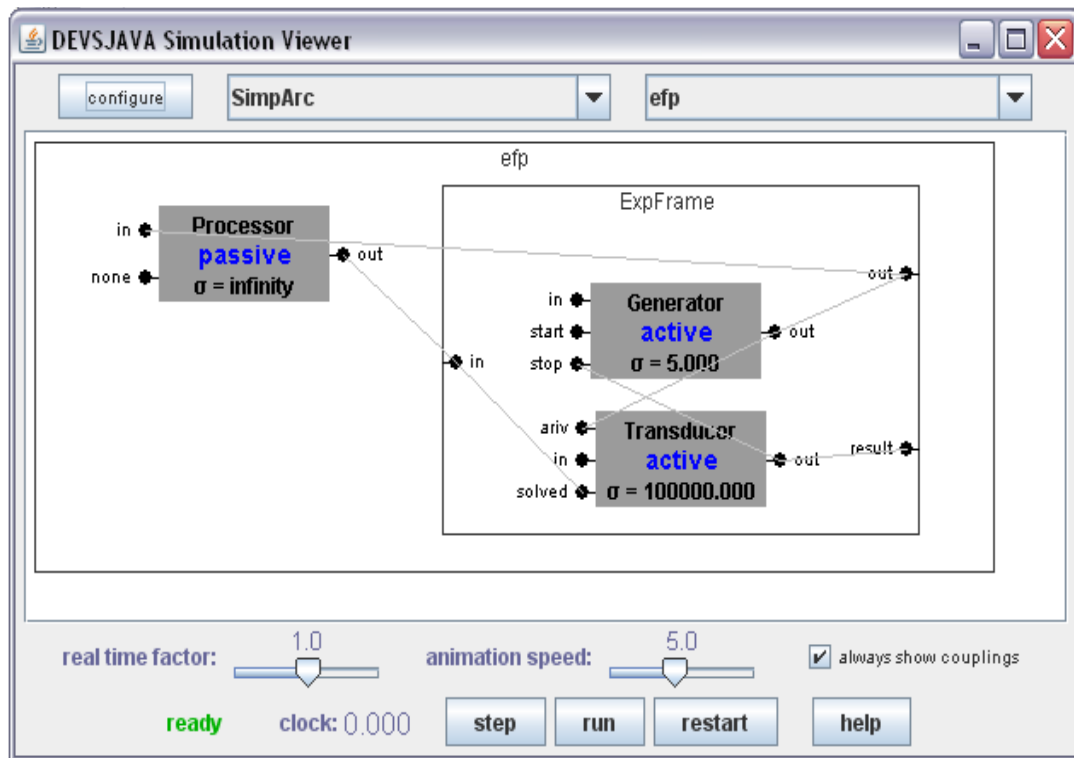 DEVSJAVA Simulation Viewer
configure
SimpArc
efp
efp
ExpFrame
in
Processor
passive
out
none
σ = infinity
out
in
Generator
start
active
out
stop
σ = 5.000
in
ariv
Transducer
in
active
out
result
solved
σ = 100000.000
real time factor:
1.0
animation speed:
5.0
always show couplings
ready
clock: 0.000
step
run
restart
help